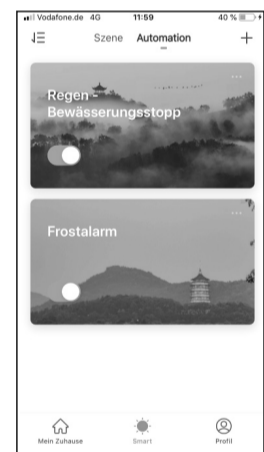 Vodafone.de 4G 11:59 40 %
Szene Automation
Regen -
Bewässerungsstopp
Frostalarm
Mein Zuhause Smart Profil